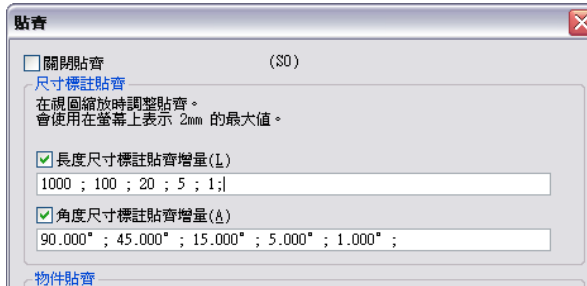 貼齊
關閉貼齊 (SO)
尺寸標註貼齊
在視圖縮放時調整貼齊。
會使用在螢幕上表示 2mm 的最大值。
長度尺寸標註貼齊增量(L)
1000 ; 100 ; 20 ; 5 ; 1;
角度尺寸標註貼齊增量(A)
90.000° ; 45.000° ; 15.000° ; 5.000° ; 1.000° ;
物件貼齊